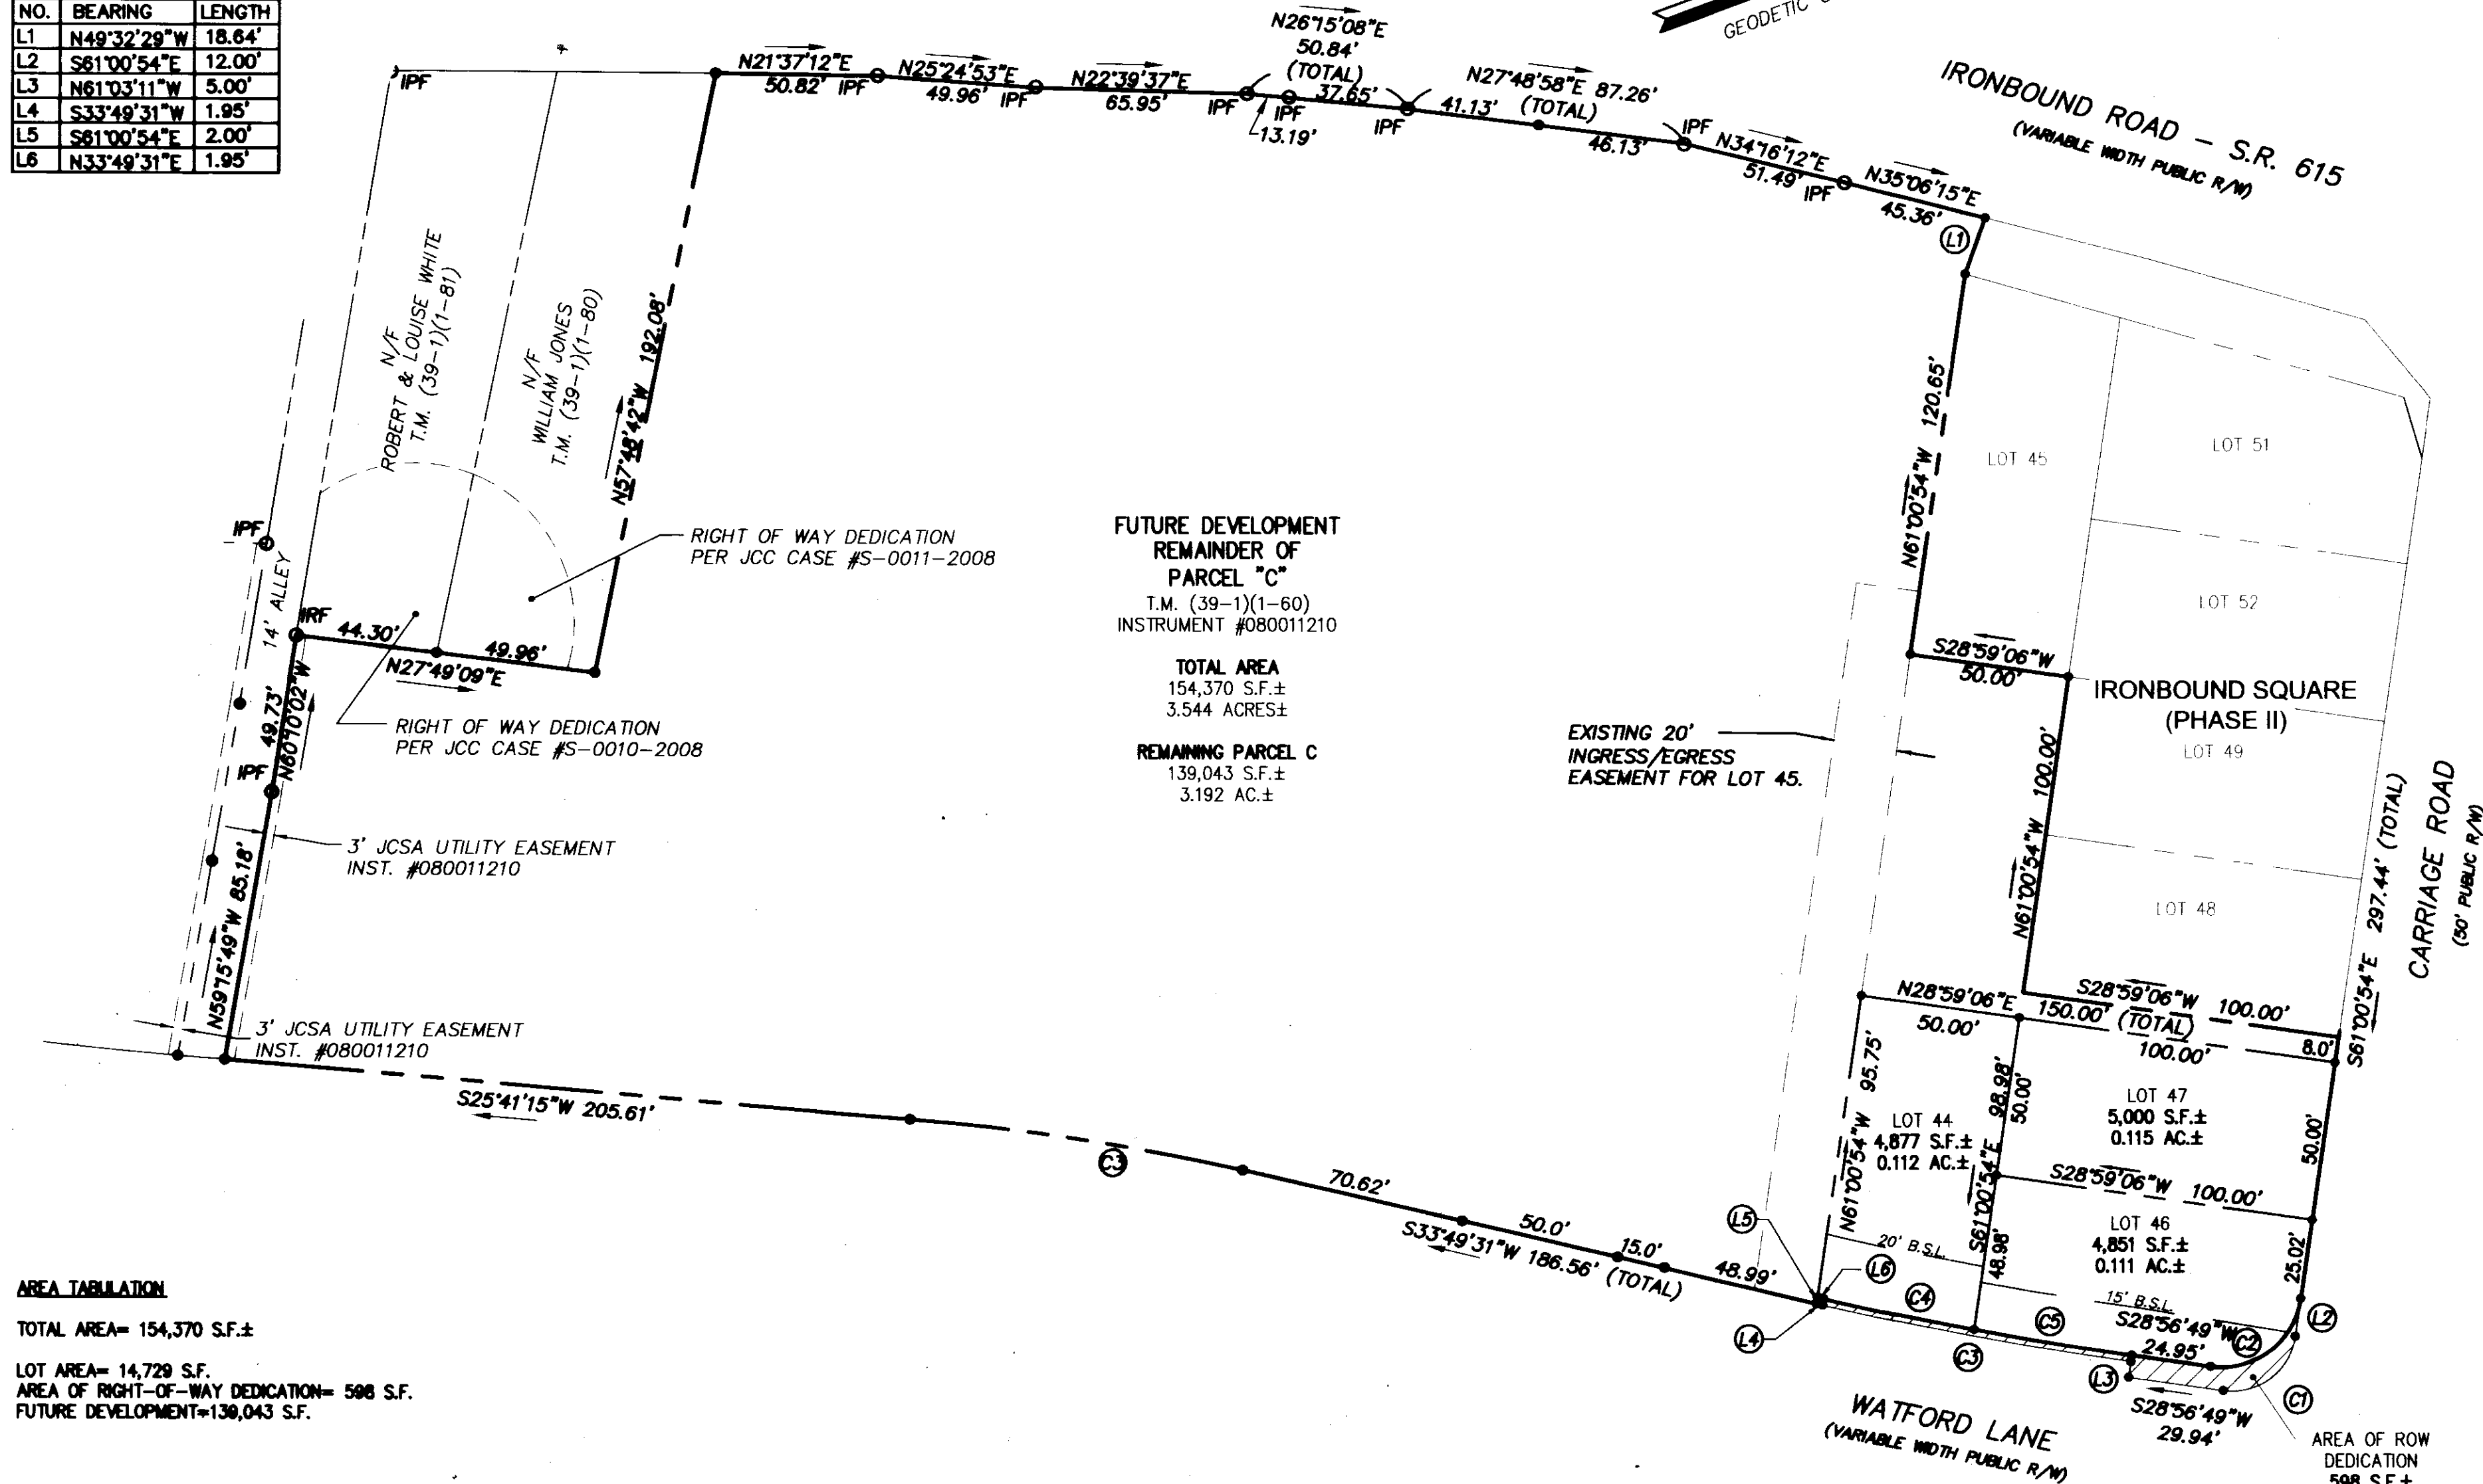 NO. BEARING LENGTH
L1 N49°32'29"W 18.64'
L2 S61°00'54"E 12.00'
L3 N61°03'11"W 5.00'
L4 S33°49'31"W 1.95'
L5 S61°00'54"E 2.00'
L6 N33°49'31"E 1.95'
GEODETIC
IRONBOUND ROAD – S.R. 615
(VARIABLE WIDTH PUBLIC R/W)
IPF
N21°37'12"E
50.82' IPF
N25°24'53"E
49.96' IPF
N22°39'37"E
65.95'
IPF
N26°15'08"E
50.84'
(TOTAL)
IPF
13.19'
37.65'
IPF
N27°48'58"E 87.26'
(TOTAL)
41.13'
46.13'
IPF
N34°16'12"E
51.49' IPF
N35°06'15"E
45.36'
L1
N/F
ROBERT & LOUISE WHITE
T.M. (39-1)(1-81)
N/F
WILLIAM JONES
T.M. (39-1)(1-80)
N57°48'42"W 192.08'
RIGHT OF WAY DEDICATION
PER JCC CASE #S-0011-2008
IPF
14' ALLEY
IRF
44.30'
49.96'
N27°49'09"E
RIGHT OF WAY DEDICATION
PER JCC CASE #S-0010-2008
49.73'
N60°10'02"W
IPF
3' JCSA UTILITY EASEMENT
INST. #080011210
N59°15'49"W 85.18'
3' JCSA UTILITY EASEMENT
INST. #080011210
FUTURE DEVELOPMENT
REMAINDER OF
PARCEL "C"
T.M. (39-1)(1-60)
INSTRUMENT #080011210
TOTAL AREA
154,370 S.F.±
3.544 ACRES±
REMAINING PARCEL C
139,043 S.F.±
3.192 AC.±
EXISTING 20'
INGRESS/EGRESS
EASEMENT FOR LOT 45.
N61°00'54"W 120.65'
LOT 45
LOT 51
LOT 52
S28°59'06"W
50.00'
IRONBOUND SQUARE
(PHASE II)
LOT 49
N61°00'54"W 100.00'
LOT 48
S61°00'54"E 297.44' (TOTAL)
CARRIAGE ROAD
(50' PUBLIC R/W)
S28°59'06"W 100.00'
N28°59'06"E 150.00' (TOTAL)
50.00'
100.00'
8.0'
N61°00'54"W 95.75'
LOT 44
4,877 S.F.±
0.112 AC.±
S61°00'54"E 98.98'
50.00'
48.98'
LOT 47
5,000 S.F.±
0.115 AC.±
50.00'
S28°59'06"W 100.00'
LOT 46
4,851 S.F.±
0.111 AC.±
25.02'
20' B.S.L.
15' B.S.L.
S28°56'49"W
24.95'
C2
L2
L5
L6
C4
C5
L4
C3
L3
C1
S28°56'49"W
29.94'
AREA OF ROW
DEDICATION
598 S.F.±
S25°41'15"W 205.61'
C3
70.62'
50.0'
15.0'
48.99'
S33°49'31"W 186.56' (TOTAL)
WATFORD LANE
(VARIABLE WIDTH PUBLIC R/W)
AREA TABULATION
TOTAL AREA= 154,370 S.F.±
LOT AREA= 14,729 S.F.
AREA OF RIGHT-OF-WAY DEDICATION= 598 S.F.
FUTURE DEVELOPMENT=139,043 S.F.